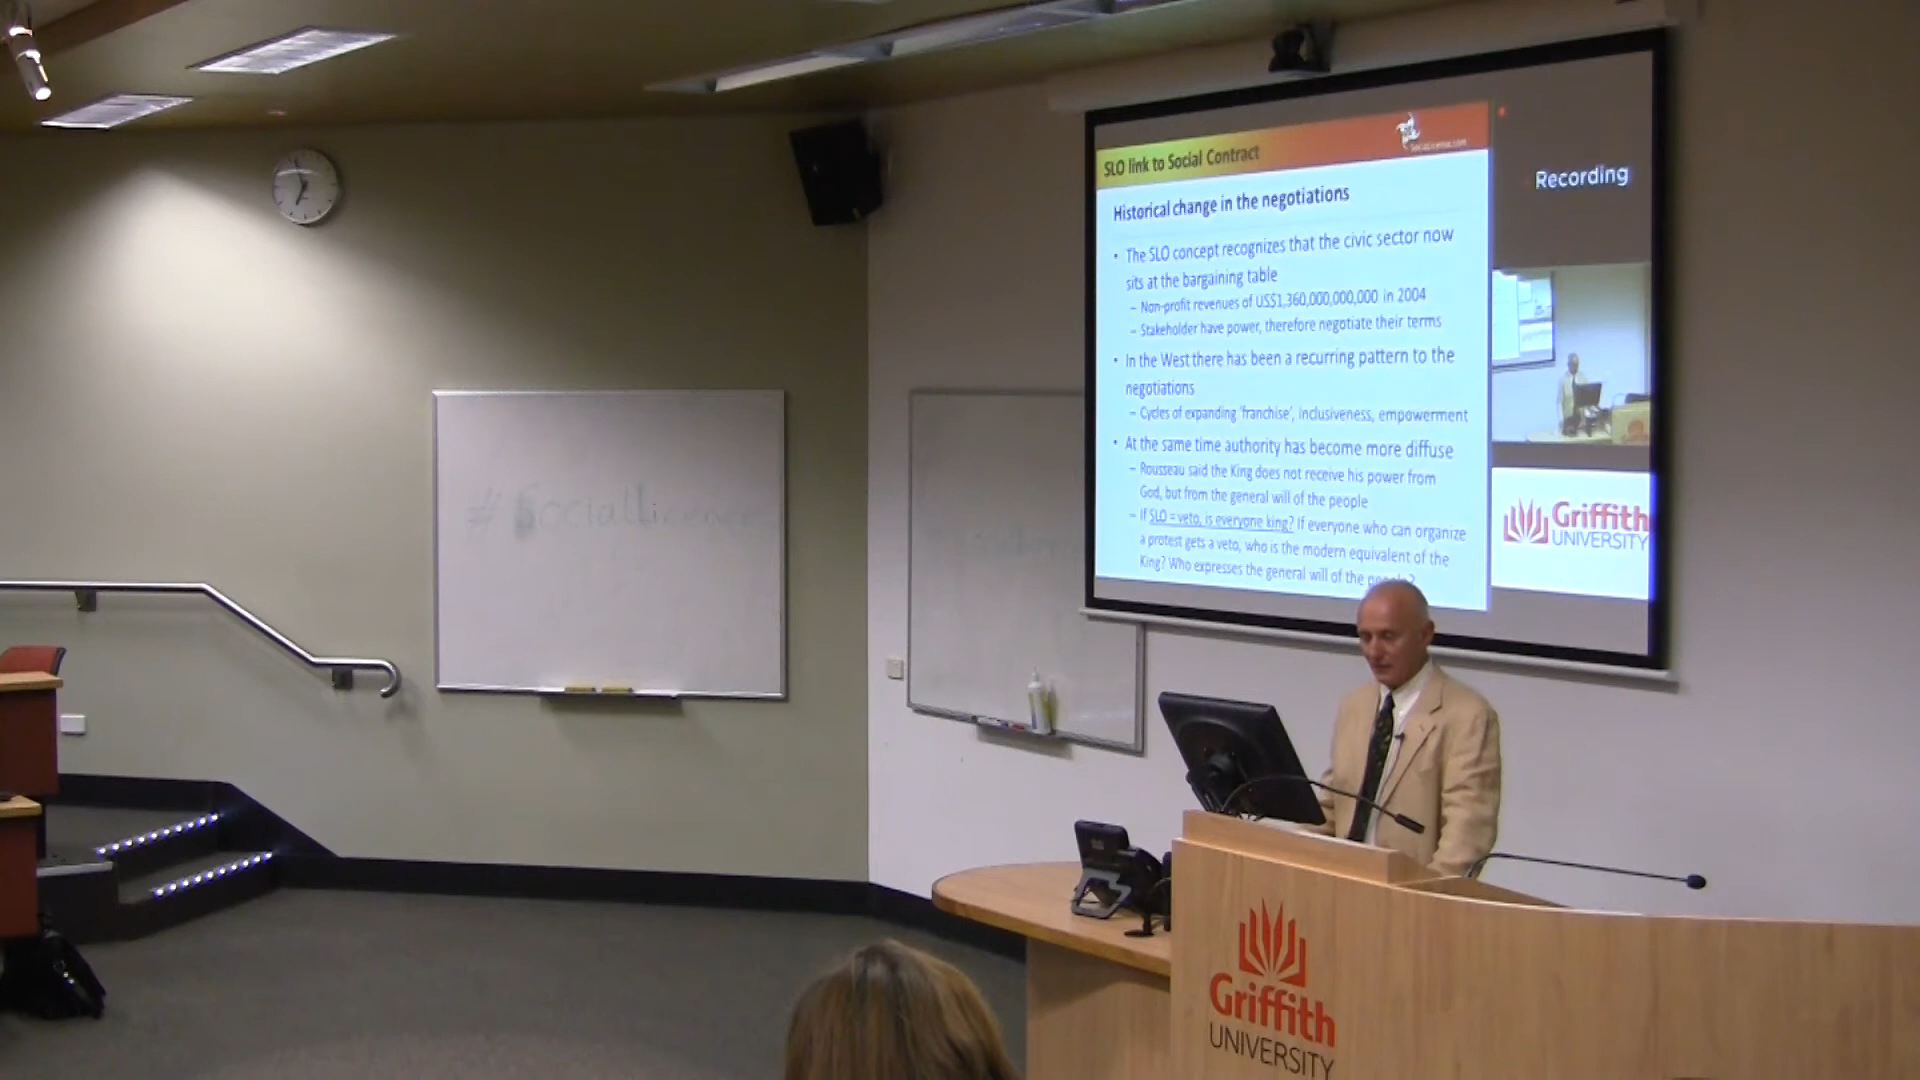 #SocialLicence
SLO link to Social Contract
SocialLicense.com
Historical change in the negotiations
• The SLO concept recognizes that the civic sector now
sits at the bargaining table
– Non-profit revenues of US$1,360,000,000,000 in 2004
– Stakeholder have power, therefore negotiate their terms
• In the West there has been a recurring pattern to the
negotiations
– Cycles of expanding 'franchise', inclusiveness, empowerment
• At the same time authority has become more diffuse
– Rousseau said the King does not receive his power from
God, but from the general will of the people
– If SLO = veto, is everyone king? If everyone who can organize
a protest gets a veto, who is the modern equivalent of the
King? Who expresses the general will of the people?
Recording
Griffith
UNIVERSITY
Griffith
UNIVERSITY